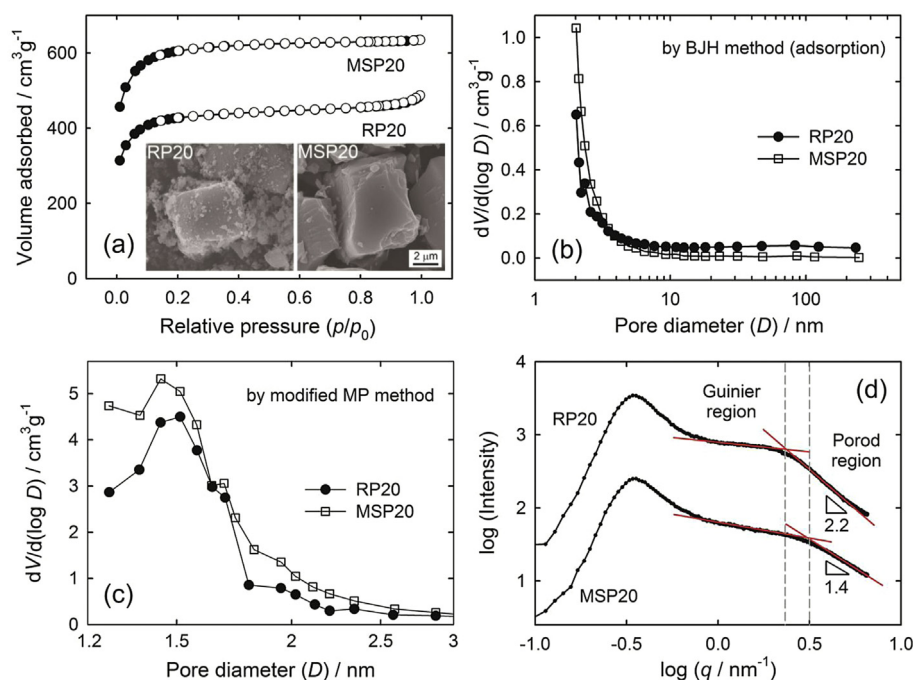 (a)
Volume adsorbed / cm³g⁻¹
600
400
200
0
MSP20
RP20
RP20
MSP20
2 μm
0.0 0.2 0.4 0.6 0.8 1.0
Relative pressure (p/p₀)
(b)
by BJH method (adsorption)
dV/d(log D) / cm³g⁻¹
1.0
0.8
0.6
0.4
0.2
0.0
RP20
MSP20
1 10 100
Pore diameter (D) / nm
(c)
by modified MP method
dV/d(log D) / cm³g⁻¹
5
4
3
2
1
0
RP20
MSP20
1.2 1.5 2 3
Pore diameter (D) / nm
(d)
log (Intensity)
4
3
2
1
Guinier
region
Porod
region
RP20
2.2
MSP20
1.4
-1.0 -0.5 0.0 0.5 1.0
log (q / nm⁻¹)